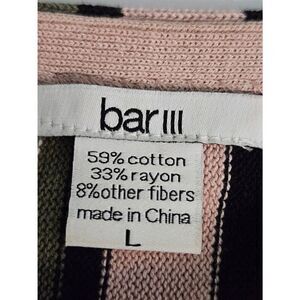 bar III
59% cotton
33% rayon
8% other fibers
made in China
L